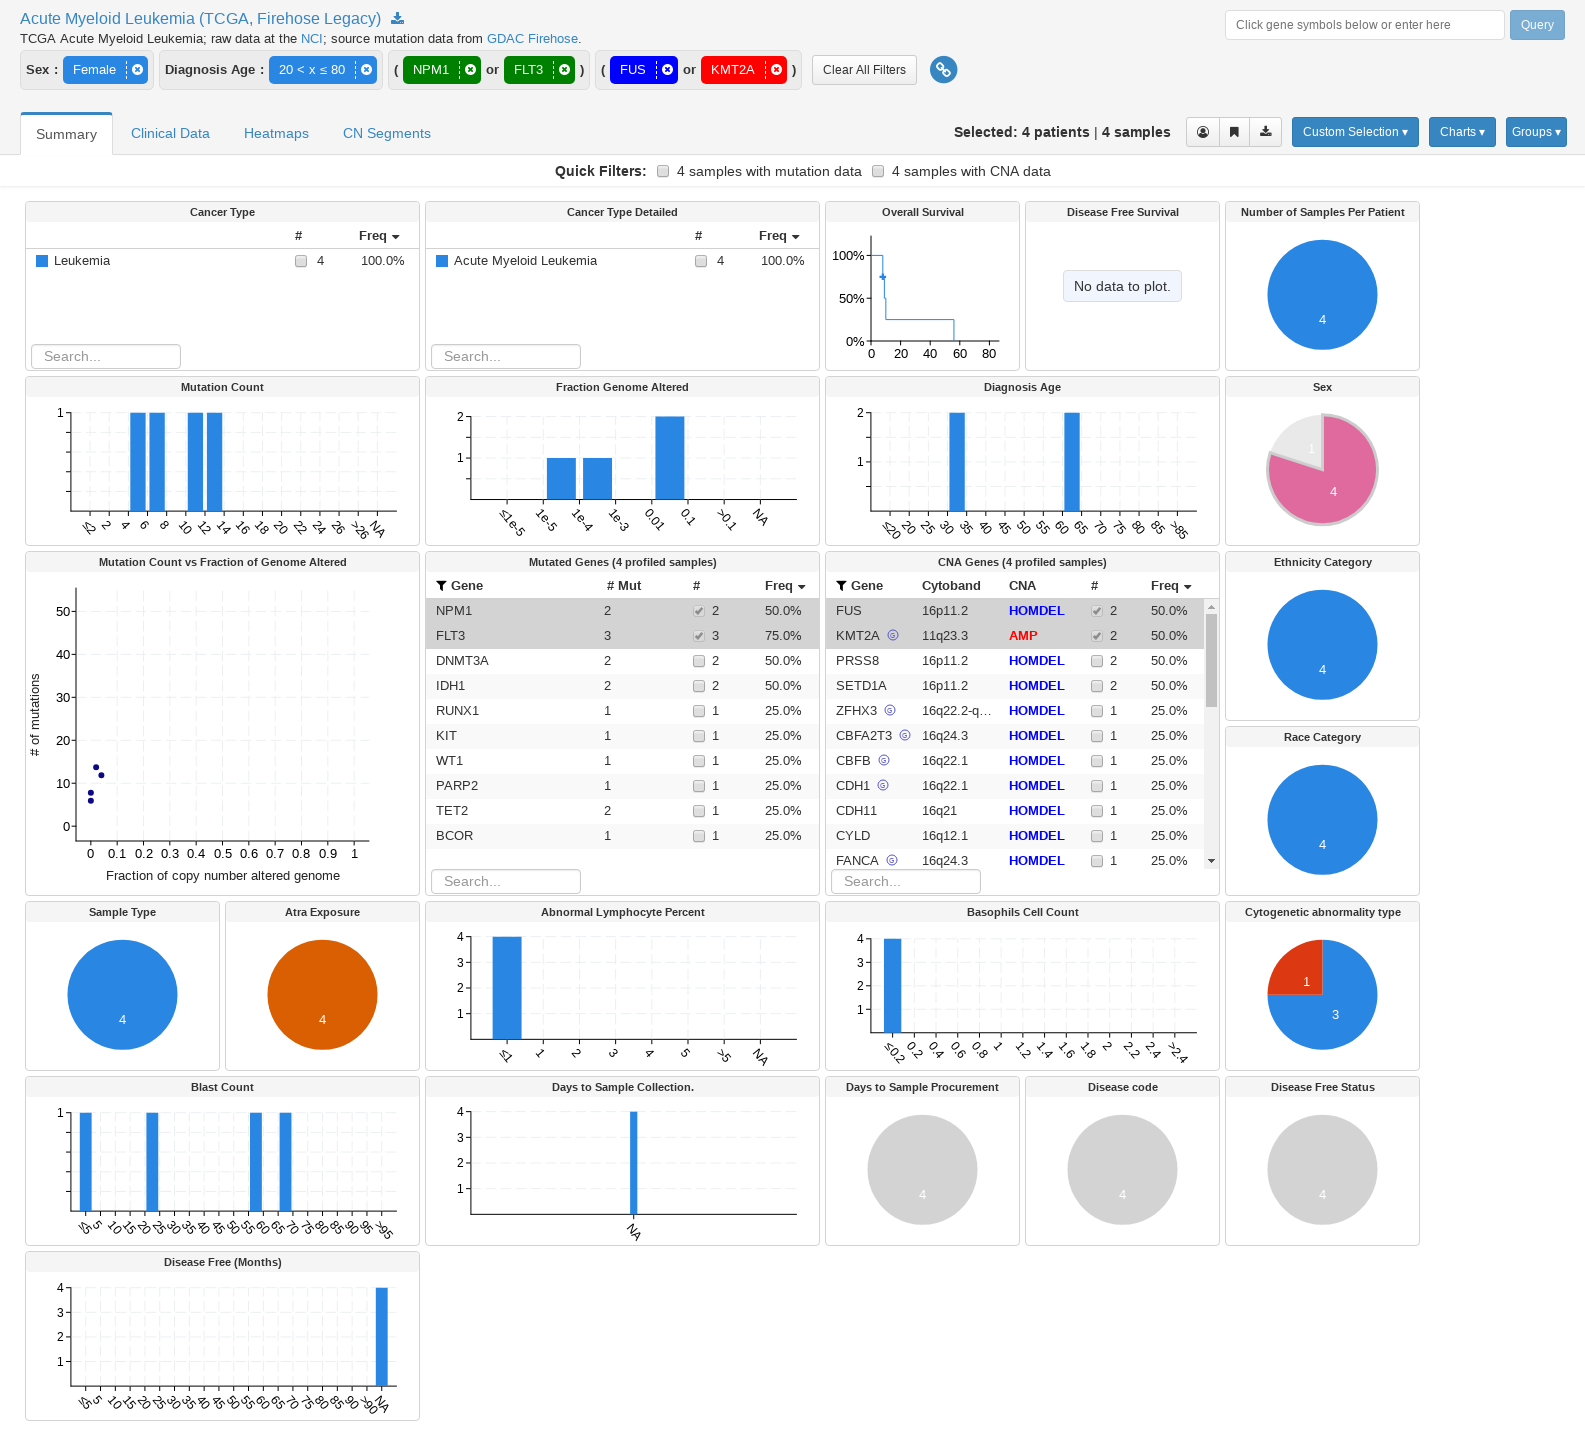 Acute Myeloid Leukemia (TCGA, Firehose Legacy)
TCGA Acute Myeloid Leukemia; raw data at the NCI; source mutation data from GDAC Firehose.
Click gene symbols below or enter here Query
Sex : Female Diagnosis Age : 20 < x ≤ 80 ( NPM1 or FLT3 ) ( FUS or KMT2A ) Clear All Filters
Summary Clinical Data Heatmaps CN Segments
Selected: 4 patients | 4 samples Custom Selection ▾ Charts ▾ Groups ▾
Quick Filters: 4 samples with mutation data 4 samples with CNA data
Cancer Type
# Freq
Leukemia 4 100.0%
Search...
Cancer Type Detailed
# Freq
Acute Myeloid Leukemia 4 100.0%
Search...
Overall Survival
100%
50%
0%
0 20 40 60 80
Disease Free Survival
No data to plot.
Number of Samples Per Patient
4
Mutation Count
1
≤2 2 4 6 8 10 12 14 16 18 20 22 24 26 >26 NA
Fraction Genome Altered
2
1
≤1e-5 1e-5 1e-4 1e-3 0.01 0.1 >0.1 NA
Diagnosis Age
2
1
≤20 20 25 30 35 40 45 50 55 60 65 70 75 80 85 >85
Sex
1
4
Mutation Count vs Fraction of Genome Altered
# of mutations
50
40
30
20
10
0
0 0.1 0.2 0.3 0.4 0.5 0.6 0.7 0.8 0.9 1
Fraction of copy number altered genome
Mutated Genes (4 profiled samples)
Gene # Mut # Freq
NPM1 2 2 50.0%
FLT3 3 3 75.0%
DNMT3A 2 2 50.0%
IDH1 2 2 50.0%
RUNX1 1 1 25.0%
KIT 1 1 25.0%
WT1 1 1 25.0%
PARP2 1 1 25.0%
TET2 2 1 25.0%
BCOR 1 1 25.0%
Search...
CNA Genes (4 profiled samples)
Gene Cytoband CNA # Freq
FUS 16p11.2 HOMDEL 2 50.0%
KMT2A G 11q23.3 AMP 2 50.0%
PRSS8 16p11.2 HOMDEL 2 50.0%
SETD1A 16p11.2 HOMDEL 2 50.0%
ZFHX3 G 16q22.2-q... HOMDEL 1 25.0%
CBFA2T3 G 16q24.3 HOMDEL 1 25.0%
CBFB G 16q22.1 HOMDEL 1 25.0%
CDH1 G 16q22.1 HOMDEL 1 25.0%
CDH11 16q21 HOMDEL 1 25.0%
CYLD 16q12.1 HOMDEL 1 25.0%
FANCA G 16q24.3 HOMDEL 1 25.0%
Search...
Ethnicity Category
4
Race Category
4
Sample Type
4
Atra Exposure
4
Abnormal Lymphocyte Percent
4
3
2
1
≤1 1 2 3 4 5 >5 NA
Basophils Cell Count
4
3
2
1
≤0.2 0.2 0.4 0.6 0.8 1 1.2 1.4 1.6 1.8 2 2.2 2.4 >2.4
Cytogenetic abnormality type
1
3
Blast Count
1
≤5 5 10 15 20 25 30 35 40 45 50 55 60 65 70 75 80 85 90 95 >95
Days to Sample Collection.
4
3
2
1
NA
Days to Sample Procurement
4
Disease code
4
Disease Free Status
4
Disease Free (Months)
4
3
2
1
≤5 5 10 15 20 25 30 35 40 45 50 55 60 65 70 75 80 85 90 >90 NA